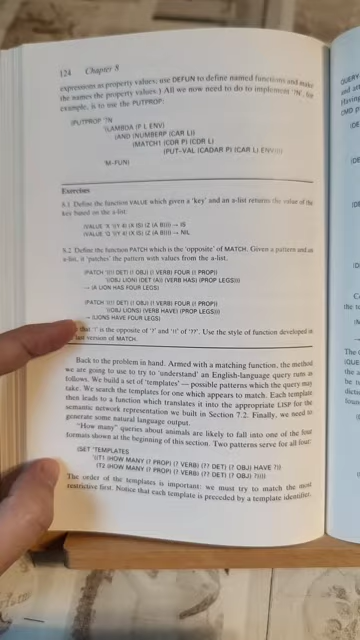 124 Chapter 8
expressions as property values; use DEFUN to define named functions and make
the names the property values.) All we now need to do to implement '?N', for
example, is to use the PUTPROP:
(PUTPROP '?N
'(LAMBDA (P L ENV)
(AND (NUMBERP (CAR L))
(MATCH1 (CDR P) (CDR L)
(PUT-VAL (CADAR P) (CAR L) ENV))))
'M-FUN)
Exercises
8.1 Define the function VALUE which given a 'key' and an a-list returns the value of the
key based on the a-list:
(VALUE 'X '((Y 6) (X IS) (Z (A B)))) → IS
(VALUE 'Q '((Y 6) (X IS) (Z (A B)))) → NIL
8.2 Define the function PATCH which is the 'opposite' of MATCH. Given a pattern and an
a-list, it 'patches' the pattern with values from the a-list:
(PATCH '(!! DET) (! OBJ) (! VERB) FOUR (! PROP))
'((OBJ LION) (DET (A)) (VERB HAS) (PROP LEGS)))
→ (A LION HAS FOUR LEGS)
(PATCH '(!! DET) (! OBJ) (! VERB) FOUR (! PROP))
'((OBJ LIONS) (VERB HAVE) (PROP LEGS)))
→ (LIONS HAVE FOUR LEGS)
that '!' is the opposite of '?' and '!!' of '??'. Use the style of function developed in
version of MATCH.
Back to the problem in hand. Armed with a matching function, the method
we are going to use to try to 'understand' an English-language query runs as
follows. We build a set of 'templates' — possible patterns which the query may
take. We search the templates for one which appears to match. Each template
then leads to a function which translates it into the appropriate LISP for the
semantic network representation we built in Section 7.2. Finally, we need to
generate some natural language output.
"How many" queries about animals are likely to fall into one of the four
formats shown at the beginning of this section. Two patterns serve for all four:
(SET 'TEMPLATES
'((T1 (HOW MANY (? PROP) (? VERB) (?? DET) (? OBJ) HAVE ?))
(T2 (HOW MANY (? PROP) (? VERB) (?? DET) (? OBJ) ?))))
The order of the templates is important: we must try to match the most
restrictive first. Notice that each template is preceded by a template identifier,